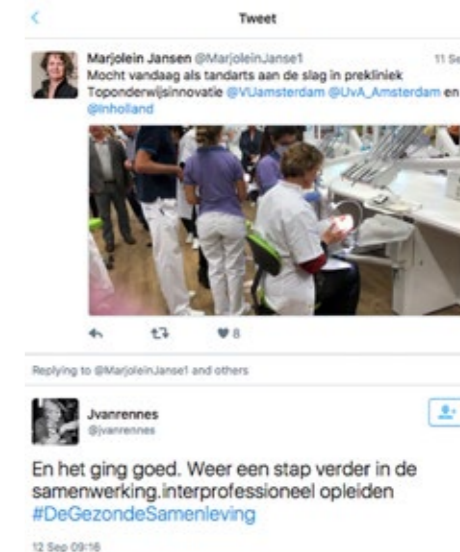 Tweet
Marjolein Jansen @MarjoleinJanse1 11 Se
Mocht vandaag als tandarts aan de slag in prekliniek
Toponderwijsinnovatie @VUamsterdam @UvA_Amsterdam en
@Inholland
8
Replying to @MarjoleinJanse1 and others
Jvanrennes
@jvanrennes
En het ging goed. Weer een stap verder in de
samenwerking.interprofessioneel opleiden
#DeGezondeSamenleving
12 Sep 09:16